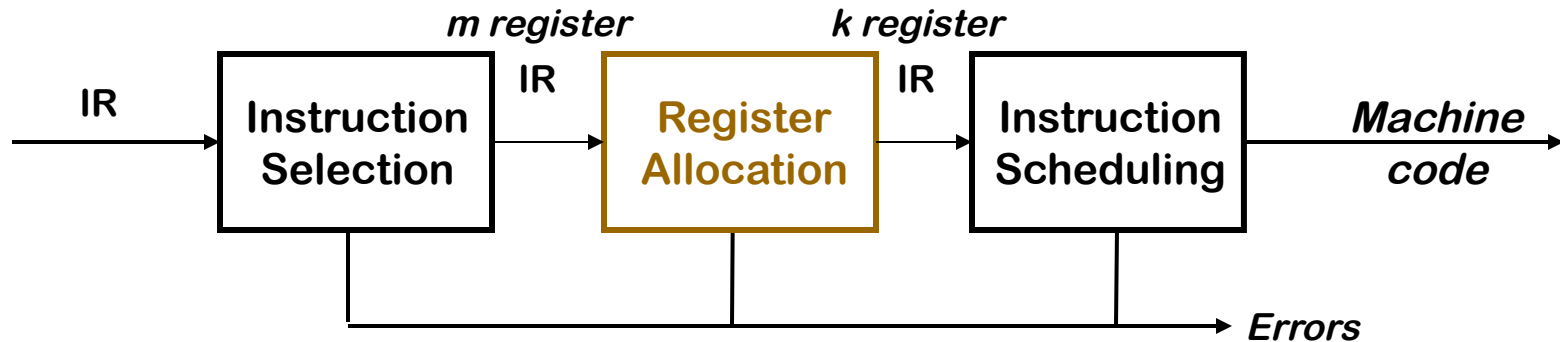 m register
k register
IR
IR
IR
Instruction
Selection
Register
Allocation
Instruction
Scheduling
Machine
code
Errors